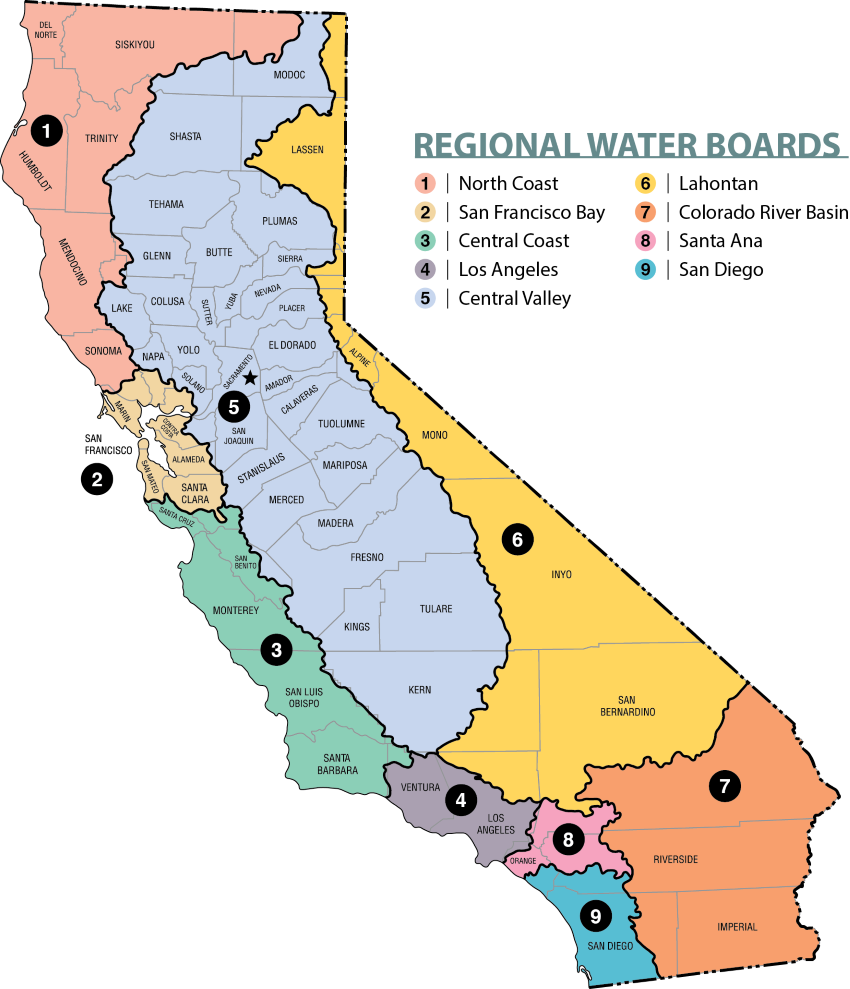 DEL
NORTE
SISKIYOU
MODOC
1
HUMBOLDT
TRINITY
SHASTA
LASSEN
REGIONAL WATER BOARDS
1 | North Coast
2 | San Francisco Bay
3 | Central Coast
4 | Los Angeles
5 | Central Valley
6 | Lahontan
7 | Colorado River Basin
8 | Santa Ana
9 | San Diego
TEHAMA
PLUMAS
MENDOCINO
GLENN
BUTTE
SIERRA
LAKE
COLUSA
SUTTER
YUBA
NEVADA
PLACER
SONOMA
NAPA
YOLO
SOLANO
SACRAMENTO
EL DORADO
ALPINE
AMADOR
5
CALAVERAS
MARIN
CONTRA
COSTA
SAN
JOAQUIN
TUOLUMNE
MONO
SAN
FRANCISCO
2
ALAMEDA
SAN MATEO
SANTA
CLARA
STANISLAUS
MARIPOSA
MERCED
SANTA CRUZ
MADERA
6
SAN
BENITO
FRESNO
INYO
MONTEREY
KINGS
TULARE
3
SAN LUIS
OBISPO
KERN
SAN
BERNARDINO
SANTA
BARBARA
VENTURA
4
LOS
ANGELES
7
8
ORANGE
RIVERSIDE
9
SAN DIEGO
IMPERIAL